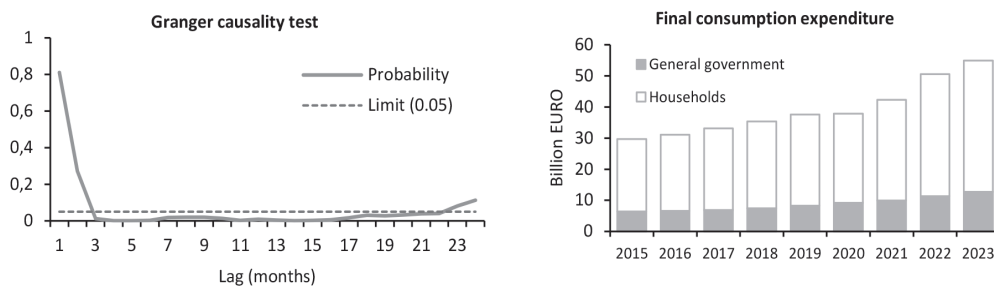 Granger causality test
1
0,8
0,6
0,4
0,2
0
Probability
Limit (0.05)
1 3 5 7 9 11 13 15 17 19 21 23
Lag (months)
Final consumption expenditure
60
50
40
30
20
10
0
Billion EURO
General government
Households
2015 2016 2017 2018 2019 2020 2021 2022 2023